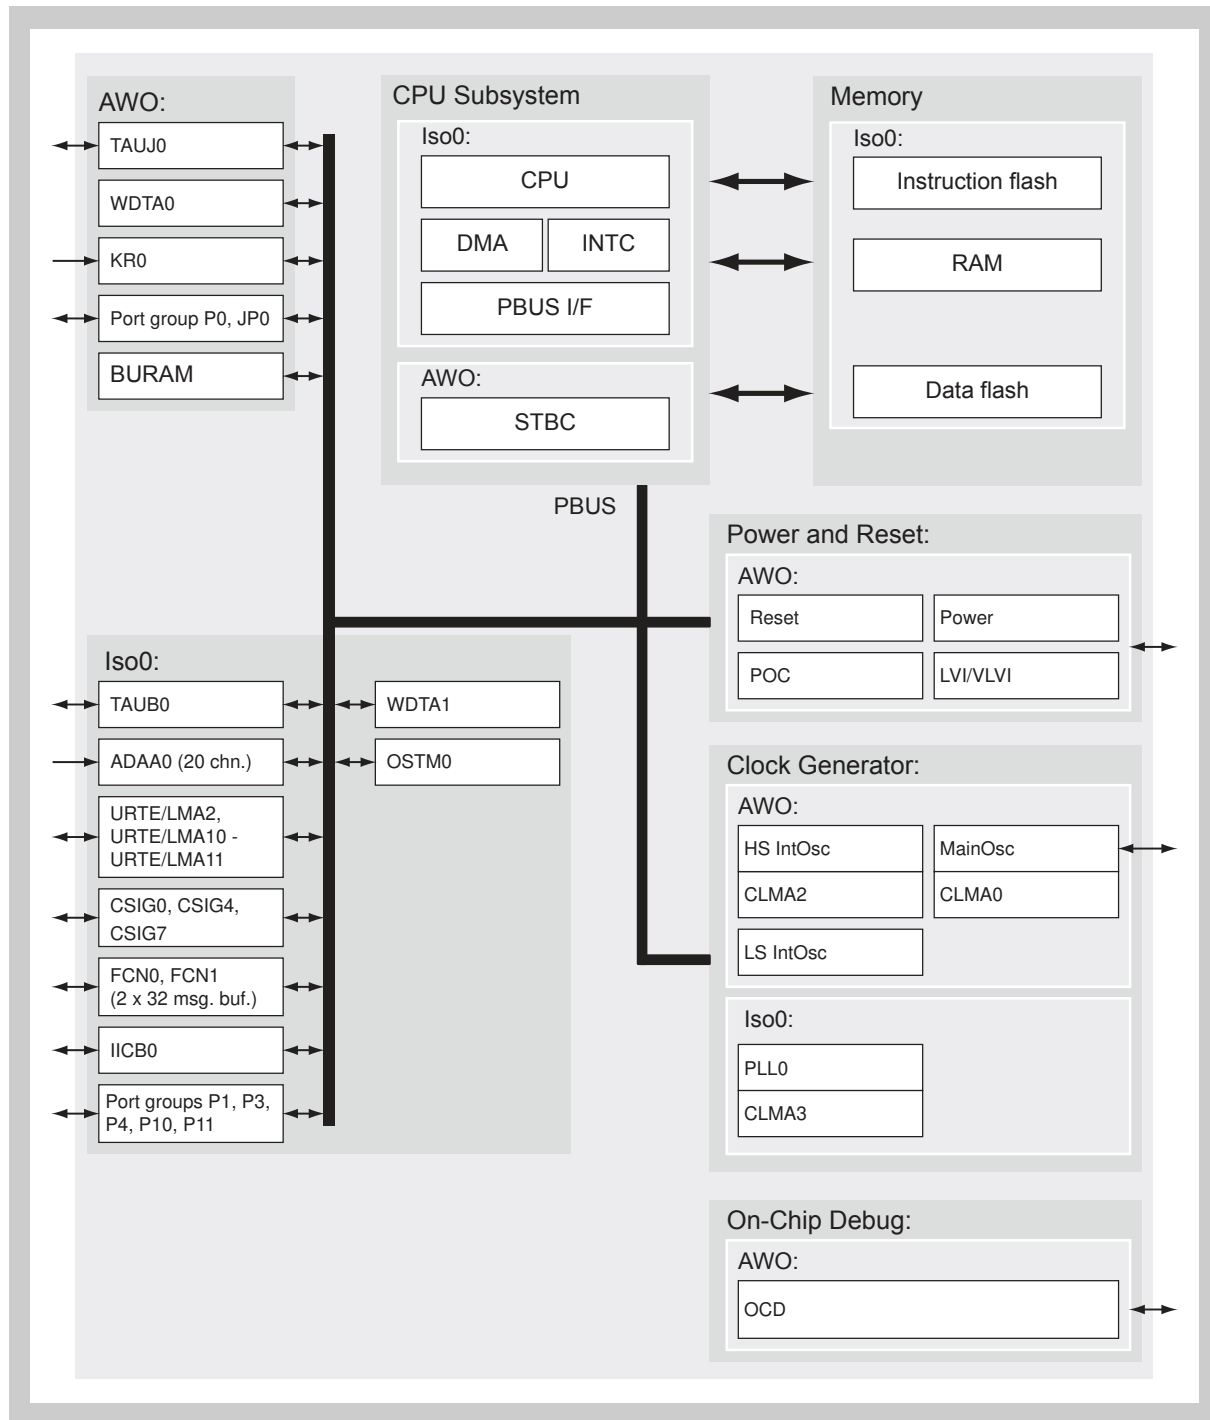 AWO:
TAUJ0
WDTA0
KR0
Port group P0, JP0
BURAM
CPU Subsystem
Iso0:
CPU
DMA
INTC
PBUS I/F
AWO:
STBC
Memory
Iso0:
Instruction flash
RAM
Data flash
PBUS
Power and Reset:
AWO:
Reset
Power
POC
LVI/VLVI
Iso0:
TAUB0
ADAA0 (20 chn.)
URTE/LMA2,
URTE/LMA10 -
URTE/LMA11
CSIG0, CSIG4,
CSIG7
FCN0, FCN1
(2 x 32 msg. buf.)
IICB0
Port groups P1, P3,
P4, P10, P11
WDTA1
OSTM0
Clock Generator:
AWO:
HS IntOsc
MainOsc
CLMA2
CLMA0
LS IntOsc
Iso0:
PLL0
CLMA3
On-Chip Debug:
AWO:
OCD